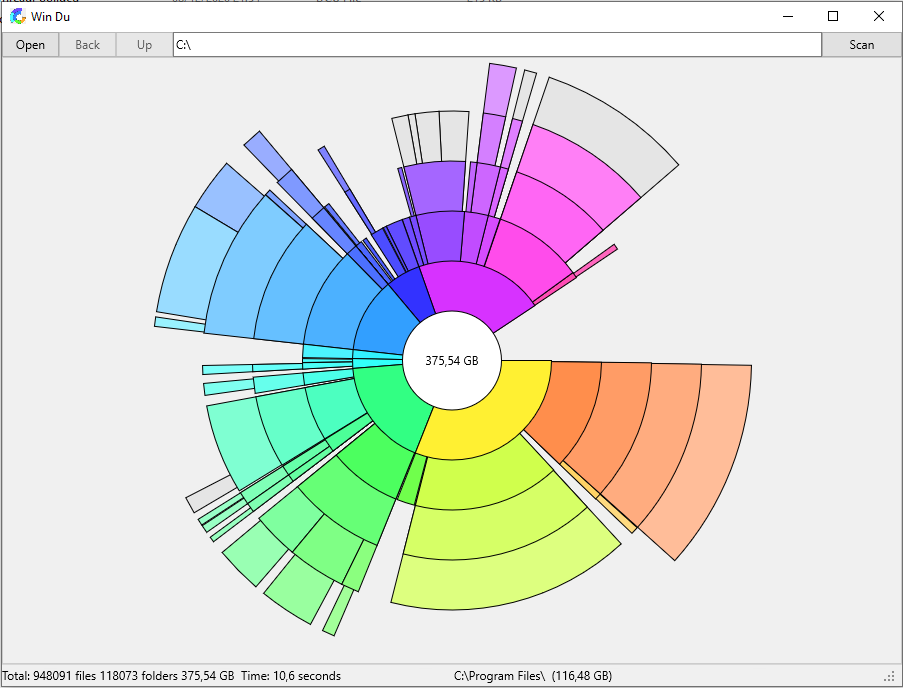 Win Du
Open Back Up C:\ Scan
375,54 GB
Total: 948091 files 118073 folders 375,54 GB Time: 10,6 seconds C:\Program Files\ (116,48 GB)